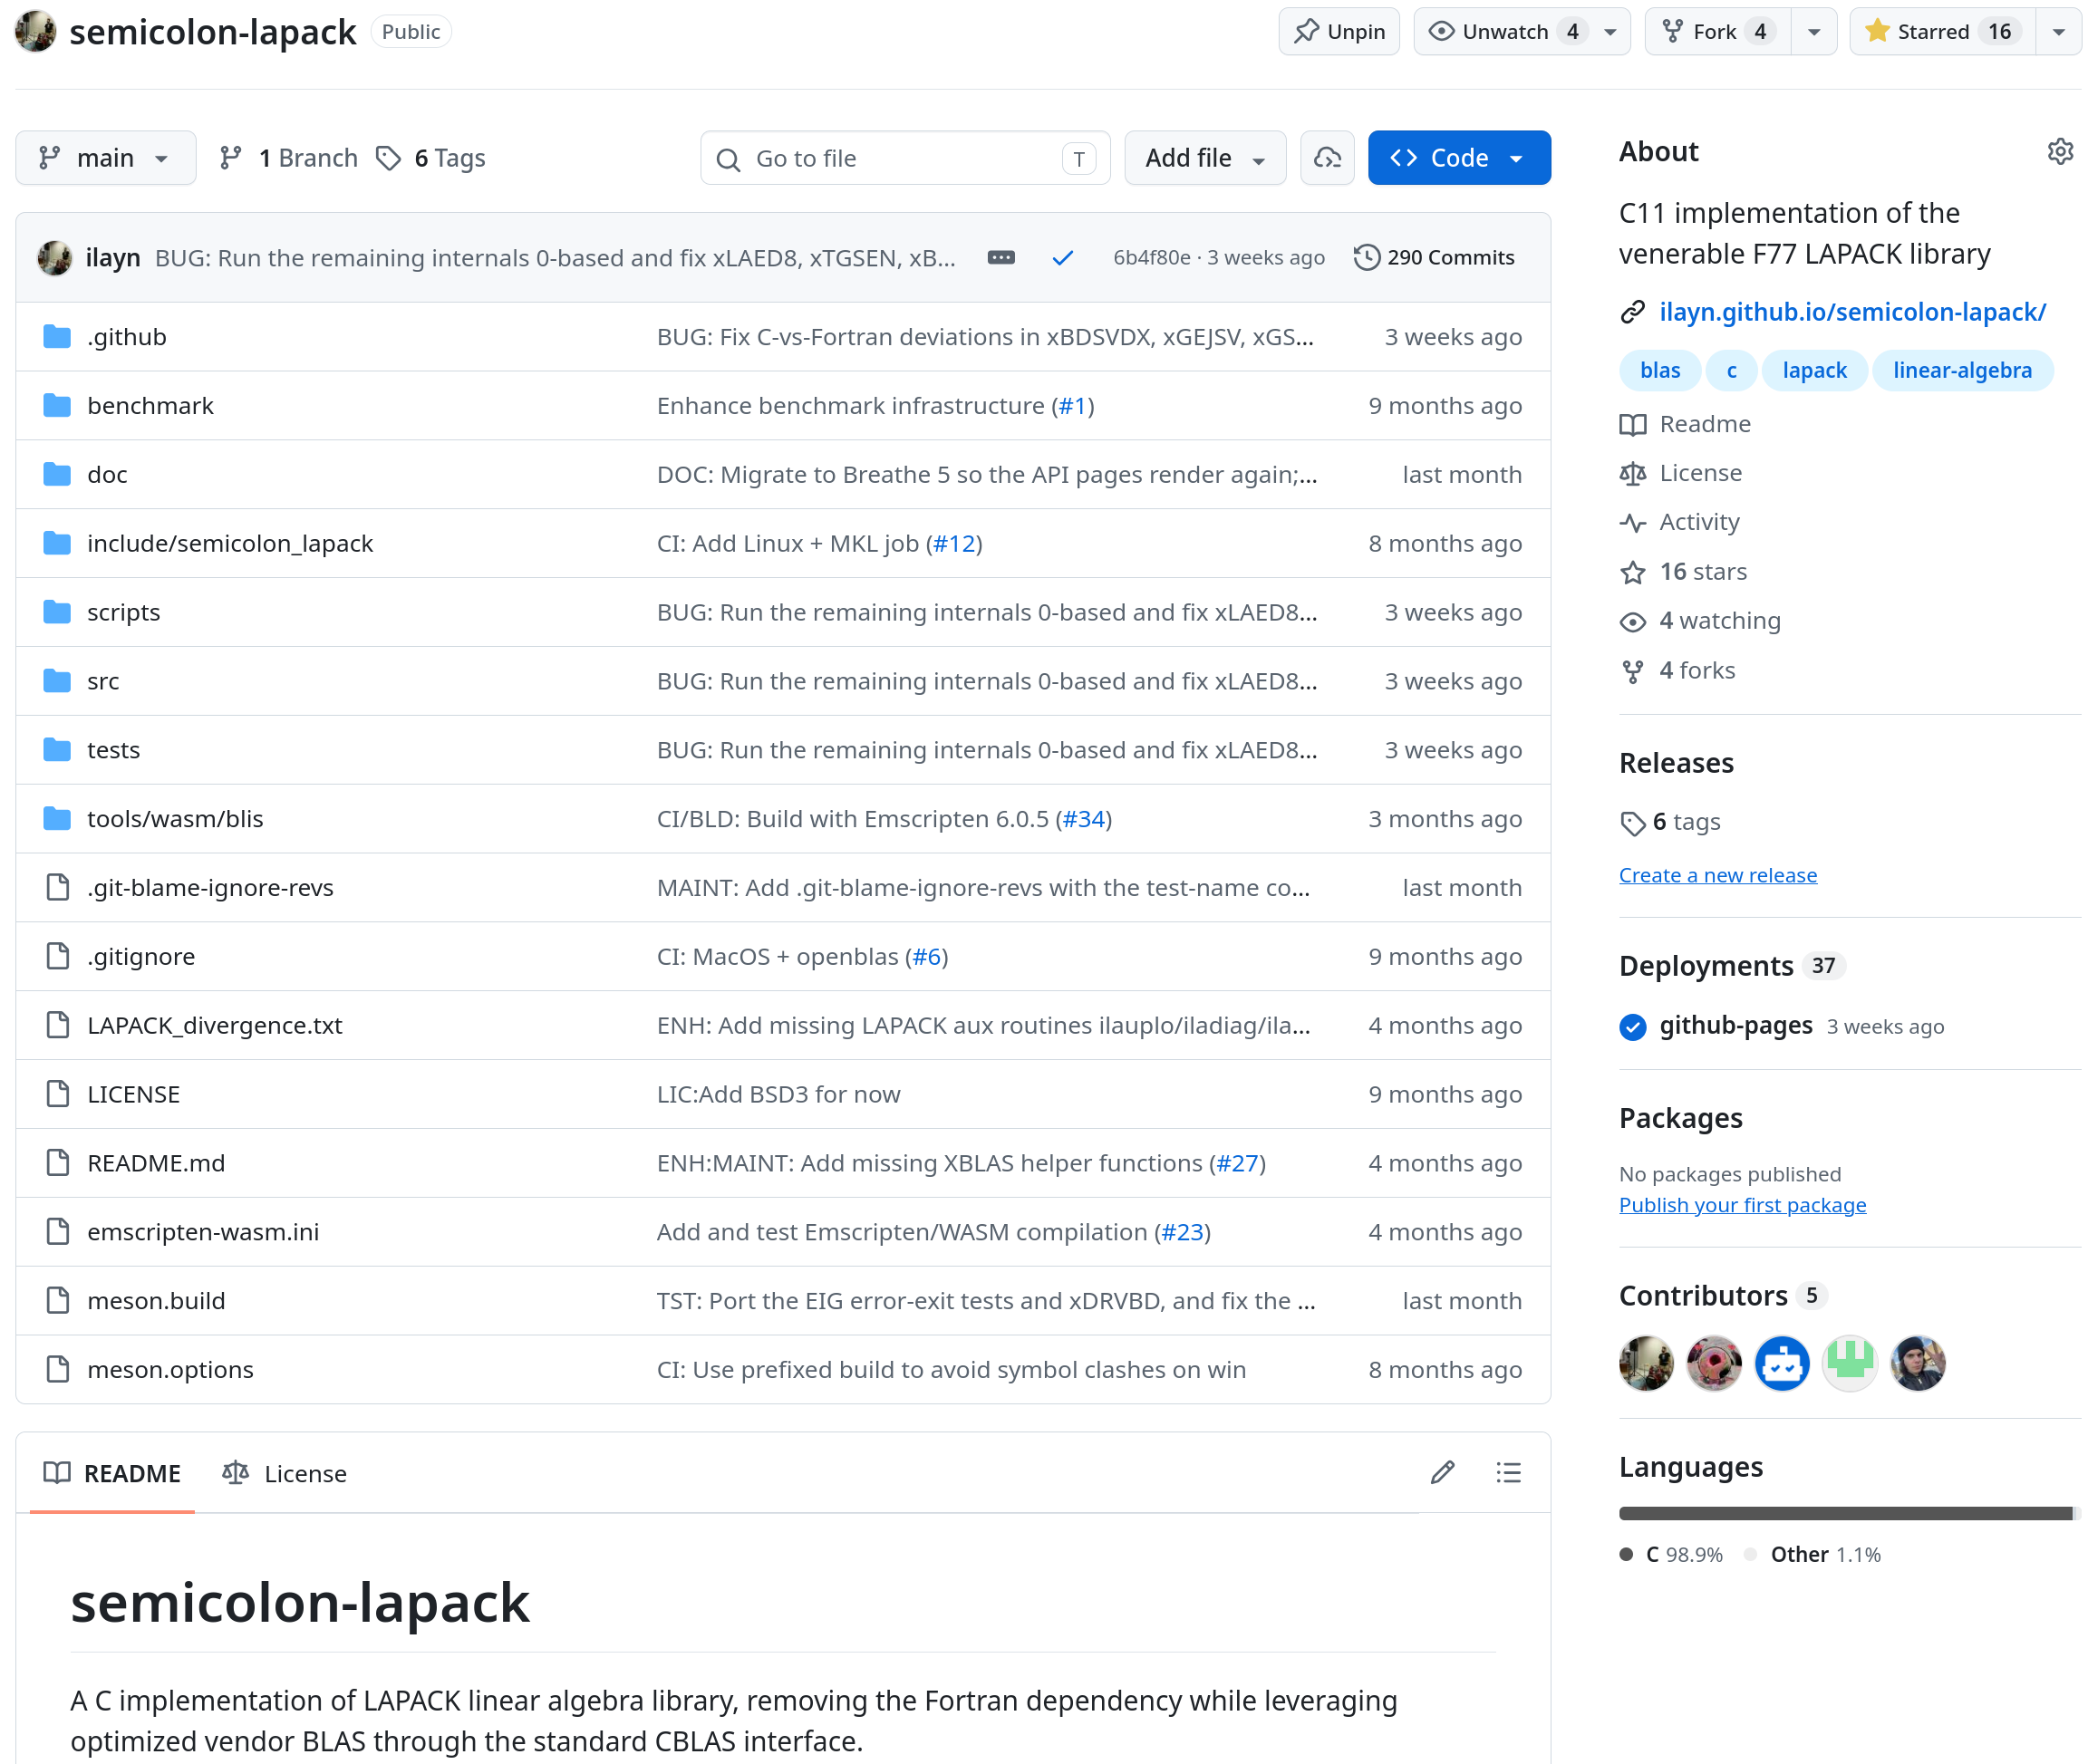 semicolon-lapack Public Unpin Unwatch 4 Fork 4 Starred 16
main 1 Branch 6 Tags Go to file T Add file Code
ilayn BUG: Run the remaining internals 0-based and fix xLAED8, xTGSEN, xB... 6b4f80e · 3 weeks ago 290 Commits
.github BUG: Fix C-vs-Fortran deviations in xBDSVDX, xGEJSV, xGS... 3 weeks ago
benchmark Enhance benchmark infrastructure (#1) 9 months ago
doc DOC: Migrate to Breathe 5 so the API pages render again;... last month
include/semicolon_lapack CI: Add Linux + MKL job (#12) 8 months ago
scripts BUG: Run the remaining internals 0-based and fix xLAED8... 3 weeks ago
src BUG: Run the remaining internals 0-based and fix xLAED8... 3 weeks ago
tests BUG: Run the remaining internals 0-based and fix xLAED8... 3 weeks ago
tools/wasm/blis CI/BLD: Build with Emscripten 6.0.5 (#34) 3 months ago
.git-blame-ignore-revs MAINT: Add .git-blame-ignore-revs with the test-name co... last month
.gitignore CI: MacOS + openblas (#6) 9 months ago
LAPACK_divergence.txt ENH: Add missing LAPACK aux routines ilauplo/iladiag/ila... 4 months ago
LICENSE LIC:Add BSD3 for now 9 months ago
README.md ENH:MAINT: Add missing XBLAS helper functions (#27) 4 months ago
emscripten-wasm.ini Add and test Emscripten/WASM compilation (#23) 4 months ago
meson.build TST: Port the EIG error-exit tests and xDRVBD, and fix the ... last month
meson.options CI: Use prefixed build to avoid symbol clashes on win 8 months ago
README License
semicolon-lapack
A C implementation of LAPACK linear algebra library, removing the Fortran dependency while leveraging
optimized vendor BLAS through the standard CBLAS interface.
About
C11 implementation of the
venerable F77 LAPACK library
ilayn.github.io/semicolon-lapack/
blas c lapack linear-algebra
Readme
License
Activity
16 stars
4 watching
4 forks
Releases
6 tags
Create a new release
Deployments 37
github-pages 3 weeks ago
Packages
No packages published
Publish your first package
Contributors 5
Languages
C 98.9% Other 1.1%